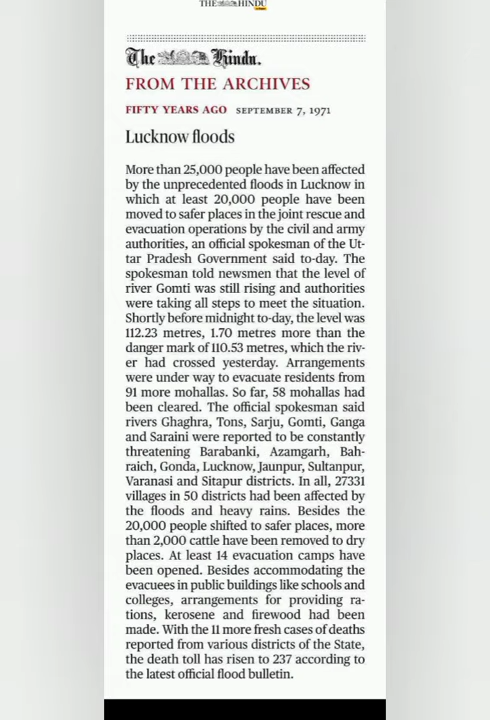 THE HINDU
The Hindu.
FROM THE ARCHIVES
FIFTY YEARS AGO SEPTEMBER 7, 1971
Lucknow floods
More than 25,000 people have been affected
by the unprecedented floods in Lucknow in
which at least 20,000 people have been
moved to safer places in the joint rescue and
evacuation operations by the civil and army
authorities, an official spokesman of the Ut-
tar Pradesh Government said to-day. The
spokesman told newsmen that the level of
river Gomti was still rising and authorities
were taking all steps to meet the situation.
Shortly before midnight to-day, the level was
112.23 metres, 1.70 metres more than the
danger mark of 110.53 metres, which the riv-
er had crossed yesterday. Arrangements
were under way to evacuate residents from
91 more mohallas. So far, 58 mohallas had
been cleared. The official spokesman said
rivers Ghaghra, Tons, Sarju, Gomti, Ganga
and Saraini were reported to be constantly
threatening Barabanki, Azamgarh, Bah-
raich, Gonda, Lucknow, Jaunpur, Sultanpur,
Varanasi and Sitapur districts. In all, 27331
villages in 50 districts had been affected by
the floods and heavy rains. Besides the
20,000 people shifted to safer places, more
than 2,000 cattle have been removed to dry
places. At least 14 evacuation camps have
been opened. Besides accommodating the
evacuees in public buildings like schools and
colleges, arrangements for providing ra-
tions, kerosene and firewood had been
made. With the 11 more fresh cases of deaths
reported from various districts of the State,
the death toll has risen to 237 according to
the latest official flood bulletin.